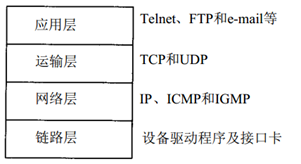 应用层 Telnet、FTP和e-mail等
运输层 TCP和UDP
网络层 IP、ICMP和IGMP
链路层 设备驱动程序及接口卡